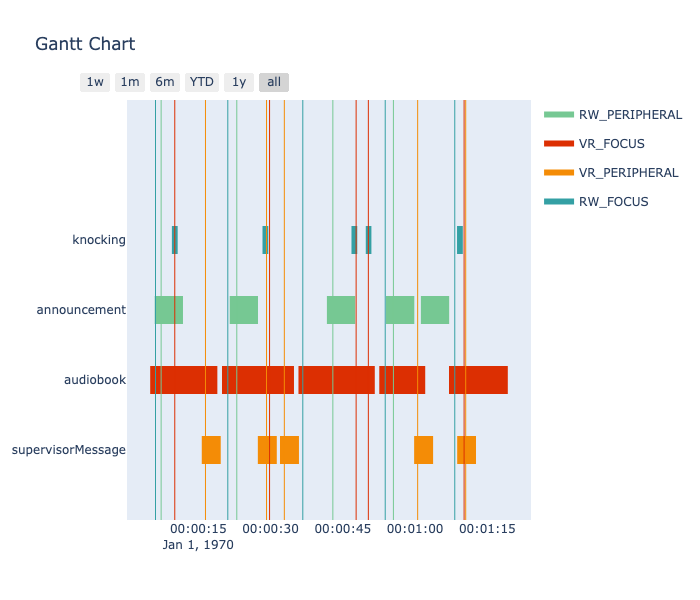 Gantt Chart
1w 1m 6m YTD 1y all
RW_PERIPHERAL
VR_FOCUS
VR_PERIPHERAL
RW_FOCUS
knocking
announcement
audiobook
supervisorMessage
00:00:15 00:00:30 00:00:45 00:01:00 00:01:15
Jan 1, 1970